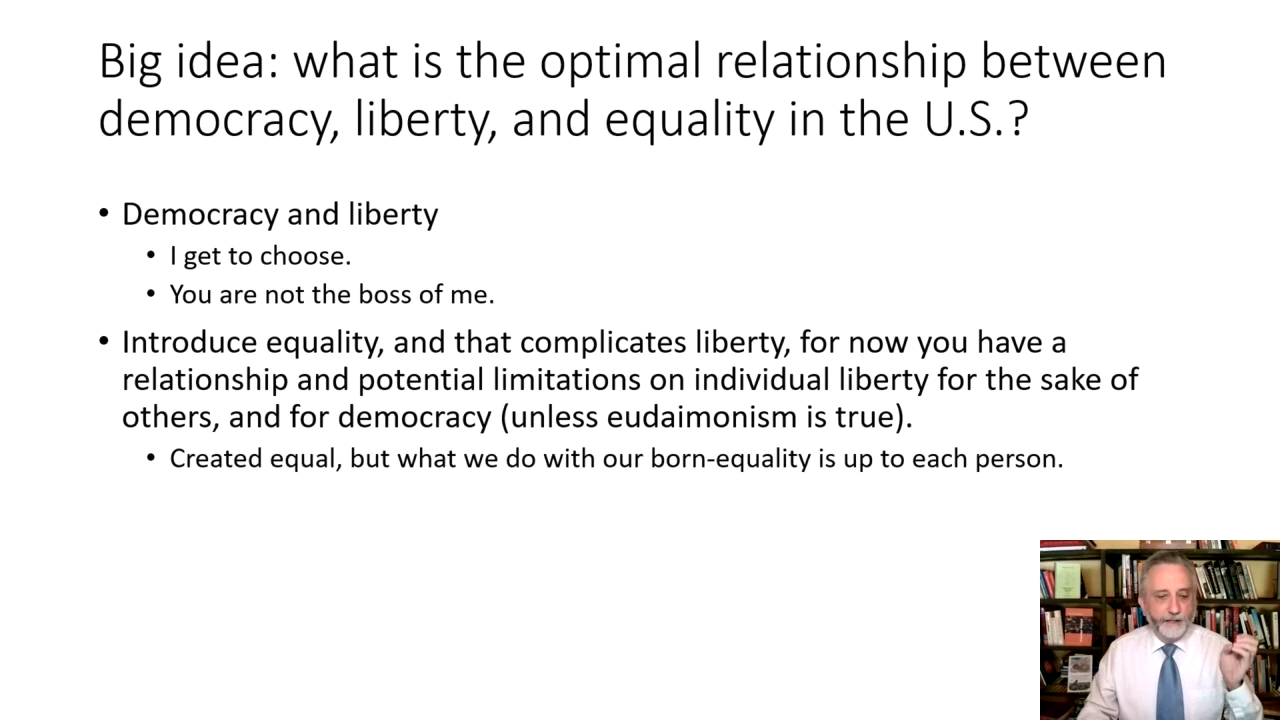 Big idea: what is the optimal relationship between
democracy, liberty, and equality in the U.S.?
• Democracy and liberty
• I get to choose.
• You are not the boss of me.
• Introduce equality, and that complicates liberty, for now you have a
relationship and potential limitations on individual liberty for the sake of
others, and for democracy (unless eudaimonism is true).
• Created equal, but what we do with our born-equality is up to each person.